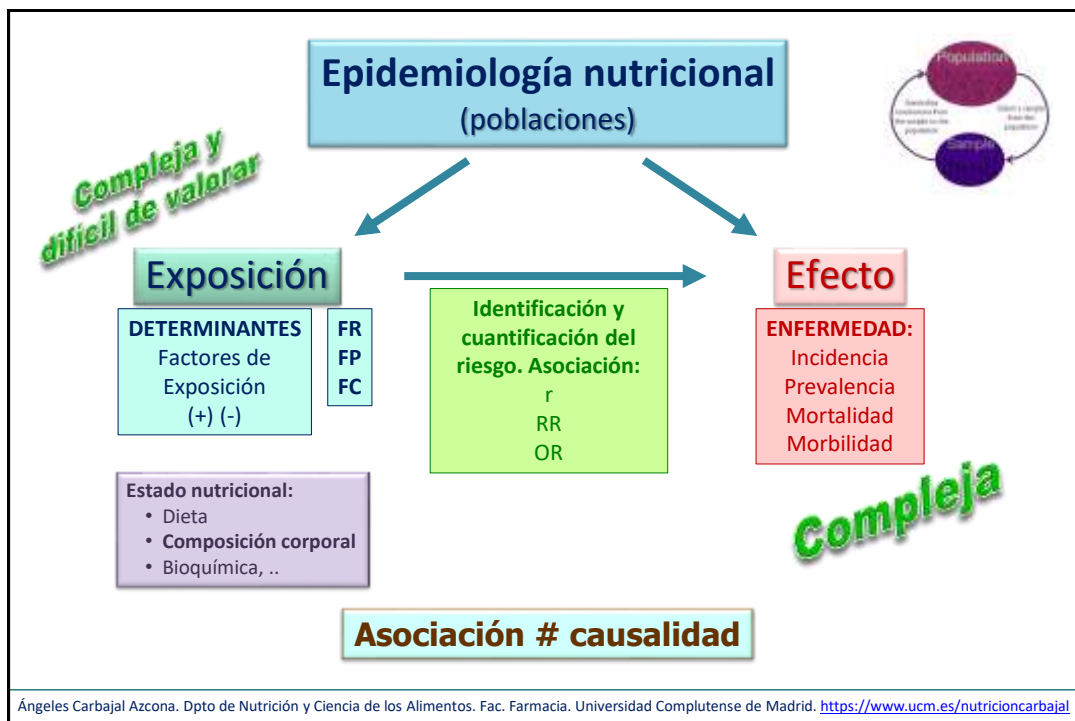 Epidemiología nutricional
(poblaciones)
Population
Sample
Compleja y
difícil de valorar
Exposición
Efecto
DETERMINANTES
Factores de
Exposición
(+) (-)
FR
FP
FC
Identificación y
cuantificación del
riesgo. Asociación:
r
RR
OR
ENFERMEDAD:
Incidencia
Prevalencia
Mortalidad
Morbilidad
Estado nutricional:
• Dieta
• Composición corporal
• Bioquímica, ..
Compleja
Asociación # causalidad
Ángeles Carbajal Azcona. Dpto de Nutrición y Ciencia de los Alimentos. Fac. Farmacia. Universidad Complutense de Madrid. https://www.ucm.es/nutricioncarbajal